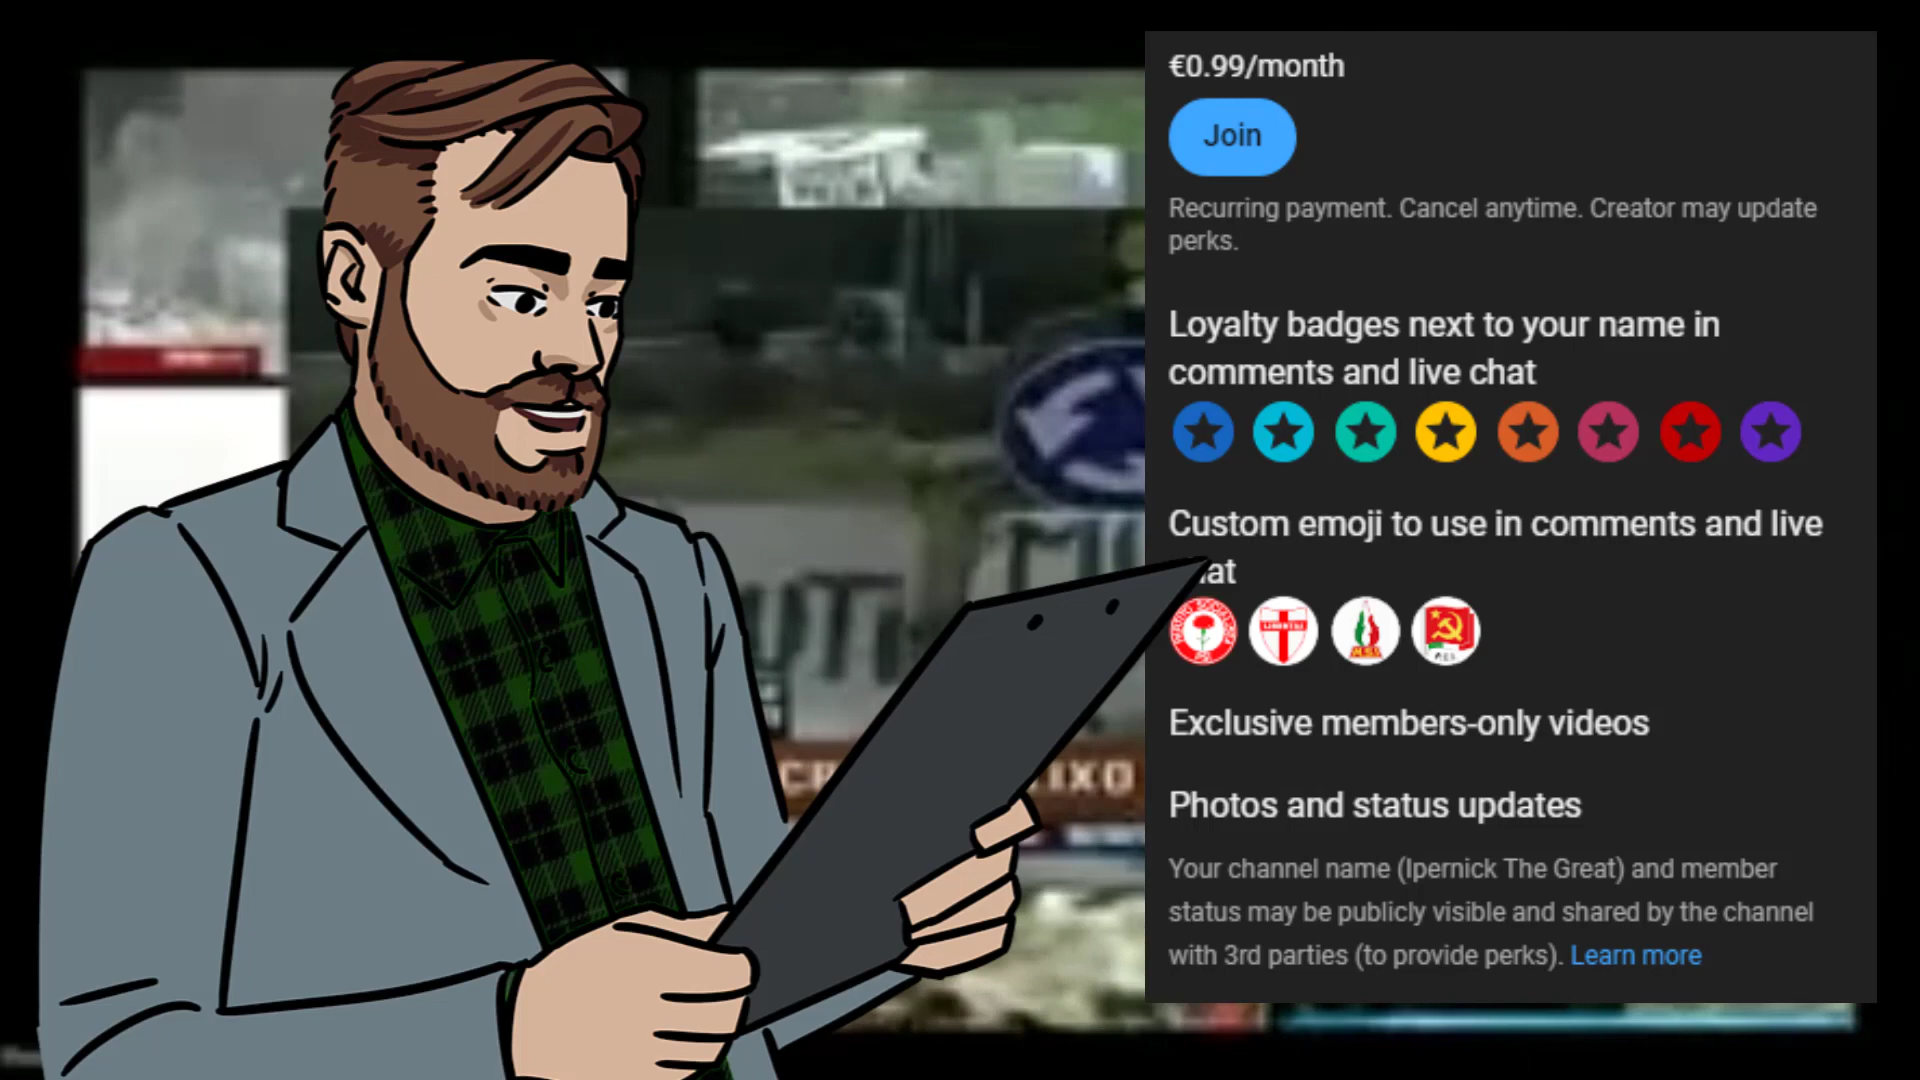 €0.99/month
Join
Recurring payment. Cancel anytime. Creator may update
perks.
Loyalty badges next to your name in
comments and live chat
Custom emoji to use in comments and live
hat
LIBERTAS
M.S.I.
Exclusive members-only videos
Photos and status updates
Your channel name (Ipernick The Great) and member
status may be publicly visible and shared by the channel
with 3rd parties (to provide perks). Learn more